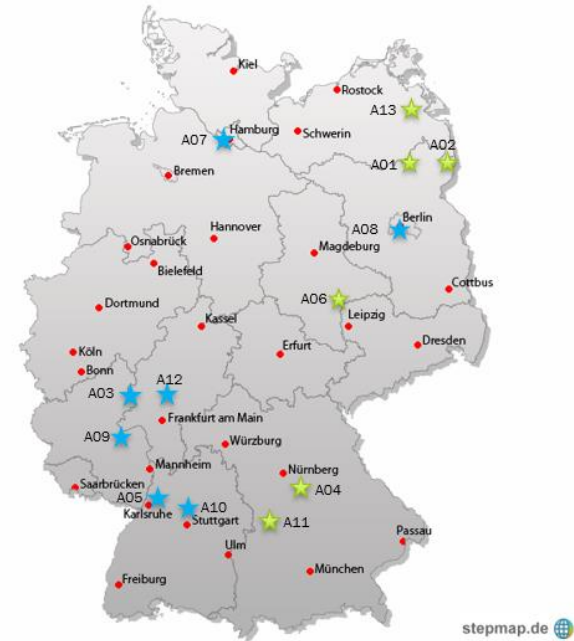 Kiel
Rostock
A13
Hamburg
A07
Schwerin
A02
A01
Bremen
Berlin
A08
Hannover
Osnabrück
Magdeburg
Bielefeld
Cottbus
A06
Dortmund
Leipzig
Kassel
Dresden
Erfurt
Köln
Bonn
A12
A03
Frankfurt am Main
A09
Würzburg
Mannheim
Nürnberg
Saarbrücken
A04
A05
A10
Karlsruhe
Stuttgart
A11
Passau
Ulm
München
Freiburg
stepmap.de